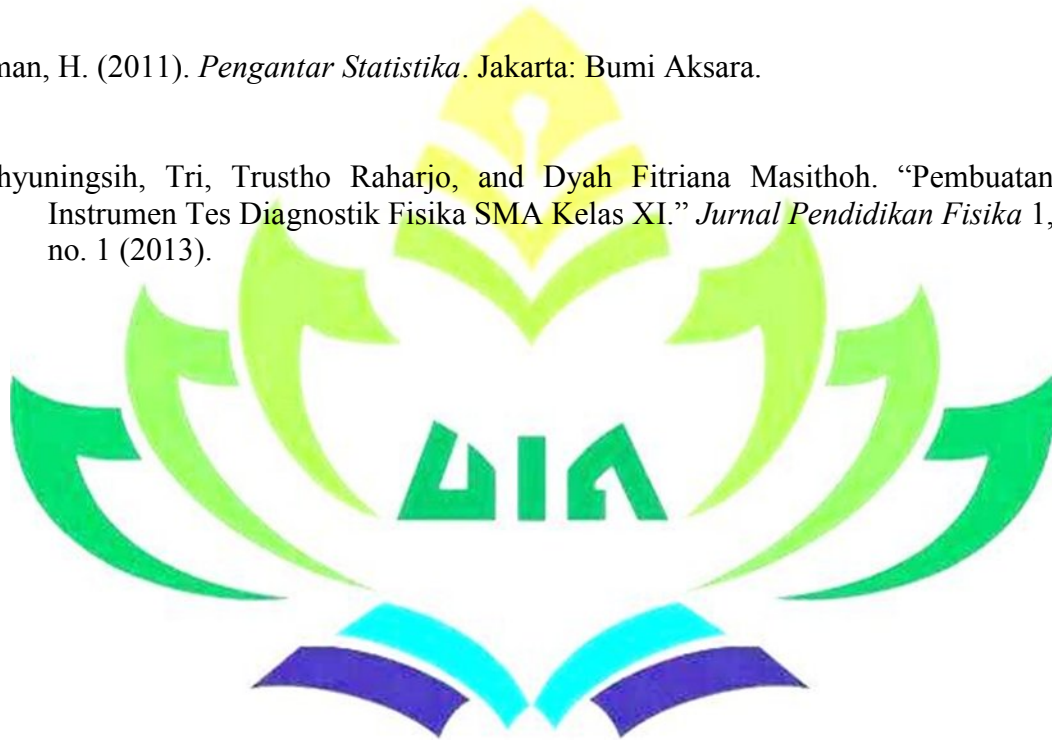 man, H. (2011). Pengantar Statistika. Jakarta: Bumi Aksara.
hyuningsih, Tri, Trustho Raharjo, and Dyah Fitriana Masithoh. “Pembuatan
Instrumen Tes Diagnostik Fisika SMA Kelas XI.” Jurnal Pendidikan Fisika 1,
no. 1 (2013).